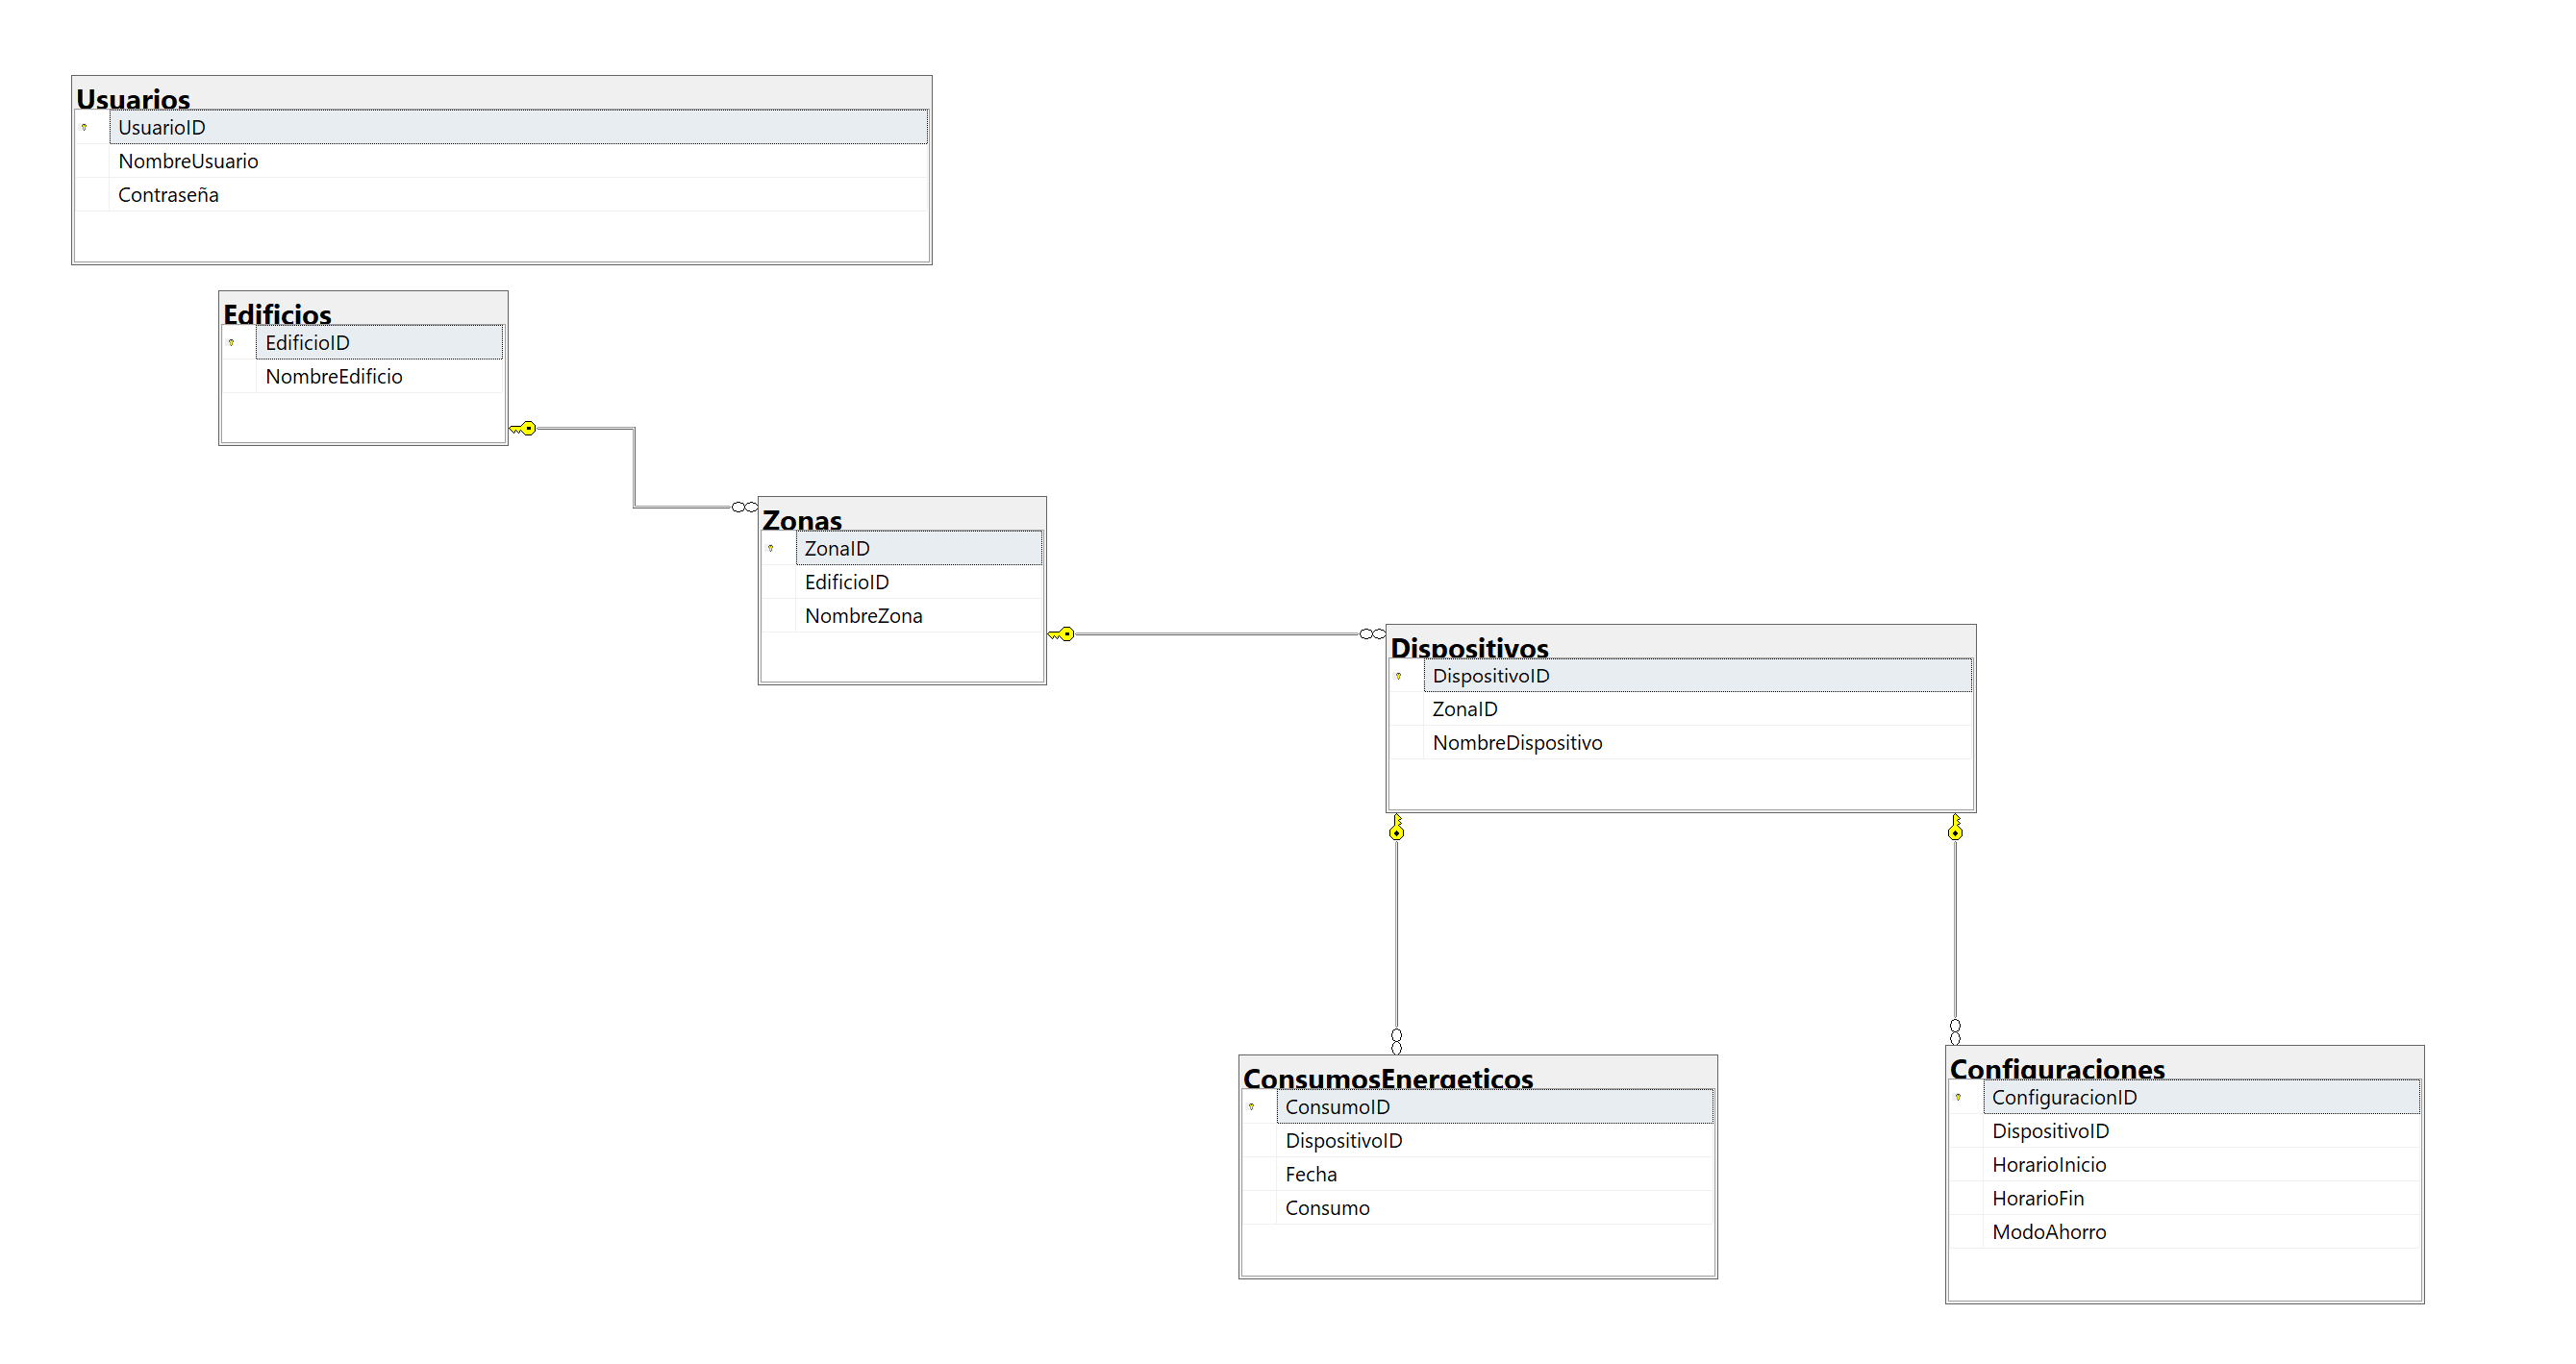 Usuarios
UsuarioID
NombreUsuario
Contraseña
Edificios
EdificioID
NombreEdificio
Zonas
ZonaID
EdificioID
NombreZona
Dispositivos
DispositivoID
ZonaID
NombreDispositivo
ConsumosEnergeticos
ConsumoID
DispositivoID
Fecha
Consumo
Configuraciones
ConfiguracionID
DispositivoID
HorarioInicio
HorarioFin
ModoAhorro